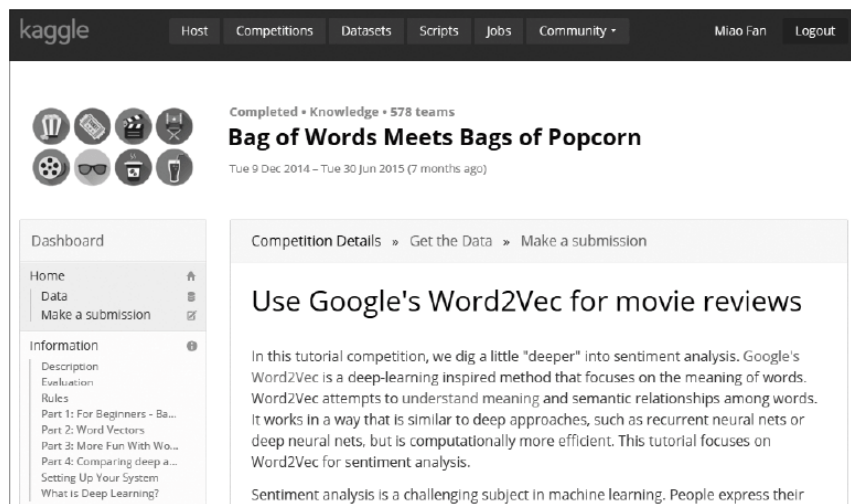 kaggle
Host Competitions Datasets Scripts Jobs Community Miao Fan Logout
Completed • Knowledge • 578 teams
Bag of Words Meets Bags of Popcorn
Tue 9 Dec 2014 – Tue 30 Jun 2015 (7 months ago)
Dashboard
Home
Data
Make a submission
Information
Description
Evaluation
Rules
Part 1: For Beginners - Ba...
Part 2: Word Vectors
Part 3: More Fun With Wo...
Part 4: Comparing deep a...
Setting Up Your System
What is Deep Learning?
Competition Details » Get the Data » Make a submission
Use Google's Word2Vec for movie reviews
In this tutorial competition, we dig a little "deeper" into sentiment analysis. Google's
Word2Vec is a deep-learning inspired method that focuses on the meaning of words.
Word2Vec attempts to understand meaning and semantic relationships among words.
It works in a way that is similar to deep approaches, such as recurrent neural nets or
deep neural nets, but is computationally more efficient. This tutorial focuses on
Word2Vec for sentiment analysis.
Sentiment analysis is a challenging subject in machine learning. People express their